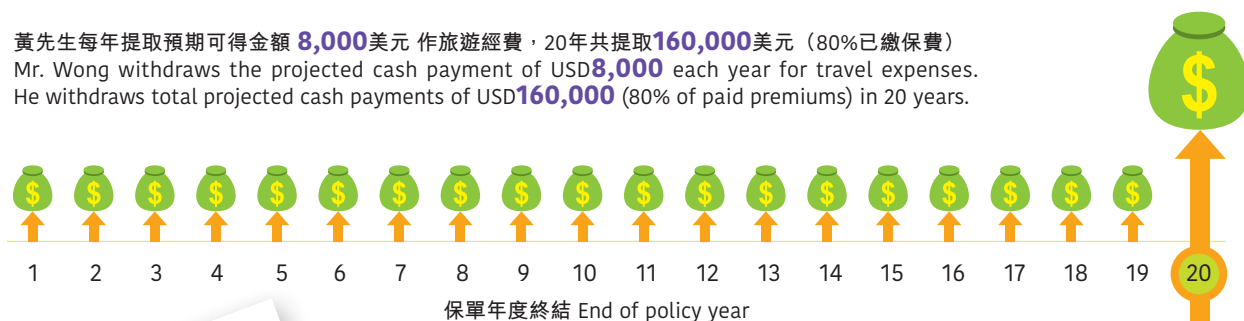 黃先生每年提取預期可得金額 8,000美元 作旅遊經費，20年共提取160,000美元（80%已繳保費）
Mr. Wong withdraws the projected cash payment of USD8,000 each year for travel expenses.
He withdraws total projected cash payments of USD160,000 (80% of paid premiums) in 20 years.
$
$ $ $ $ $ $ $ $ $ $ $ $ $ $ $ $ $ $ $
1 2 3 4 5 6 7 8 9 10 11 12 13 14 15 16 17 18 19 20
保單年度終結 End of policy year